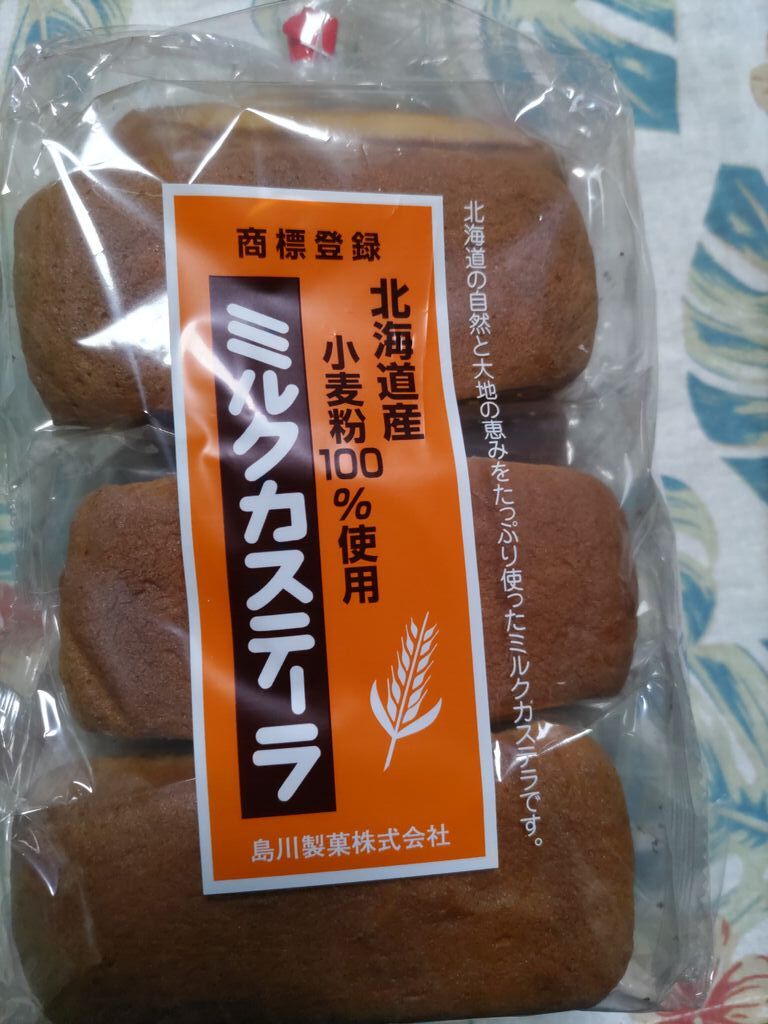 商標登録
北海道産
小麦粉100%使用
ミルクカステーラ
島川製菓株式会社
北海道の自然と大地の恵みをたっぷり使ったミルクカステラです。